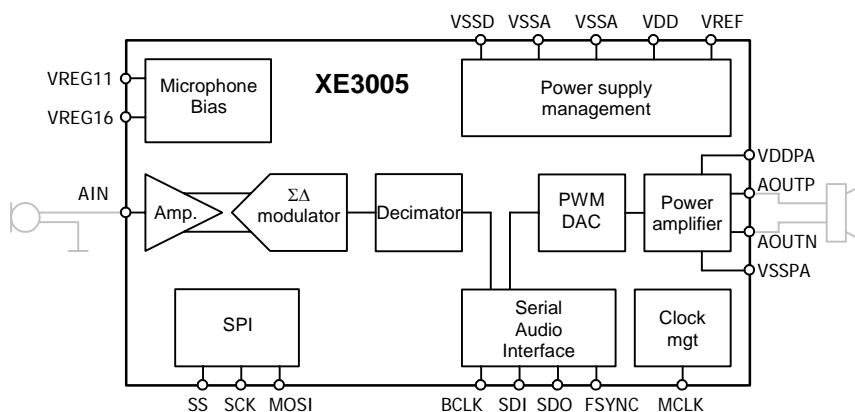 VSSD VSSA VSSA VDD VREF
VREG11
VREG16
Microphone
Bias
XE3005
Power supply
management
VDDPA
AIN
Amp.
ΣΔ
modulator
Decimator
PWM
DAC
Power
amplifier
AOUTP
AOUTN
VSSPA
SPI
Serial
Audio
Interface
Clock
mgt
SS SCK MOSI BCLK SDI SDO FSYNC MCLK